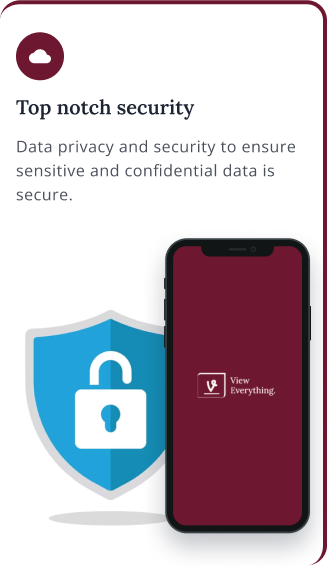 Top notch security
Data privacy and security to ensure
sensitive and confidential data is
secure.
View
Everything.